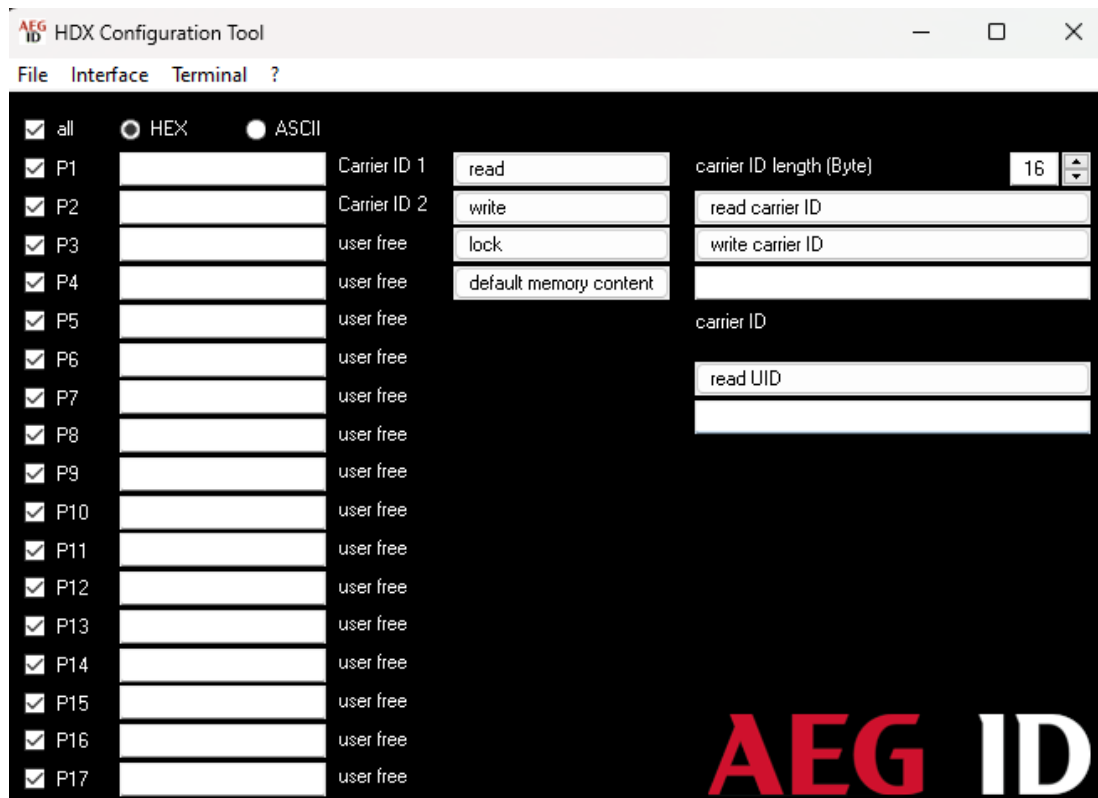 AEG ID HDX Configuration Tool
File Interface Terminal ?
all HEX ASCII
P1 Carrier ID 1 read carrier ID length (Byte) 16
P2 Carrier ID 2 write read carrier ID
P3 user free lock write carrier ID
P4 user free default memory content
P5 user free carrier ID
P6 user free
read UID
P7 user free
P8 user free
P9 user free
P10 user free
P11 user free
P12 user free
P13 user free
P14 user free
P15 user free
P16 user free
P17 user free
AEG ID